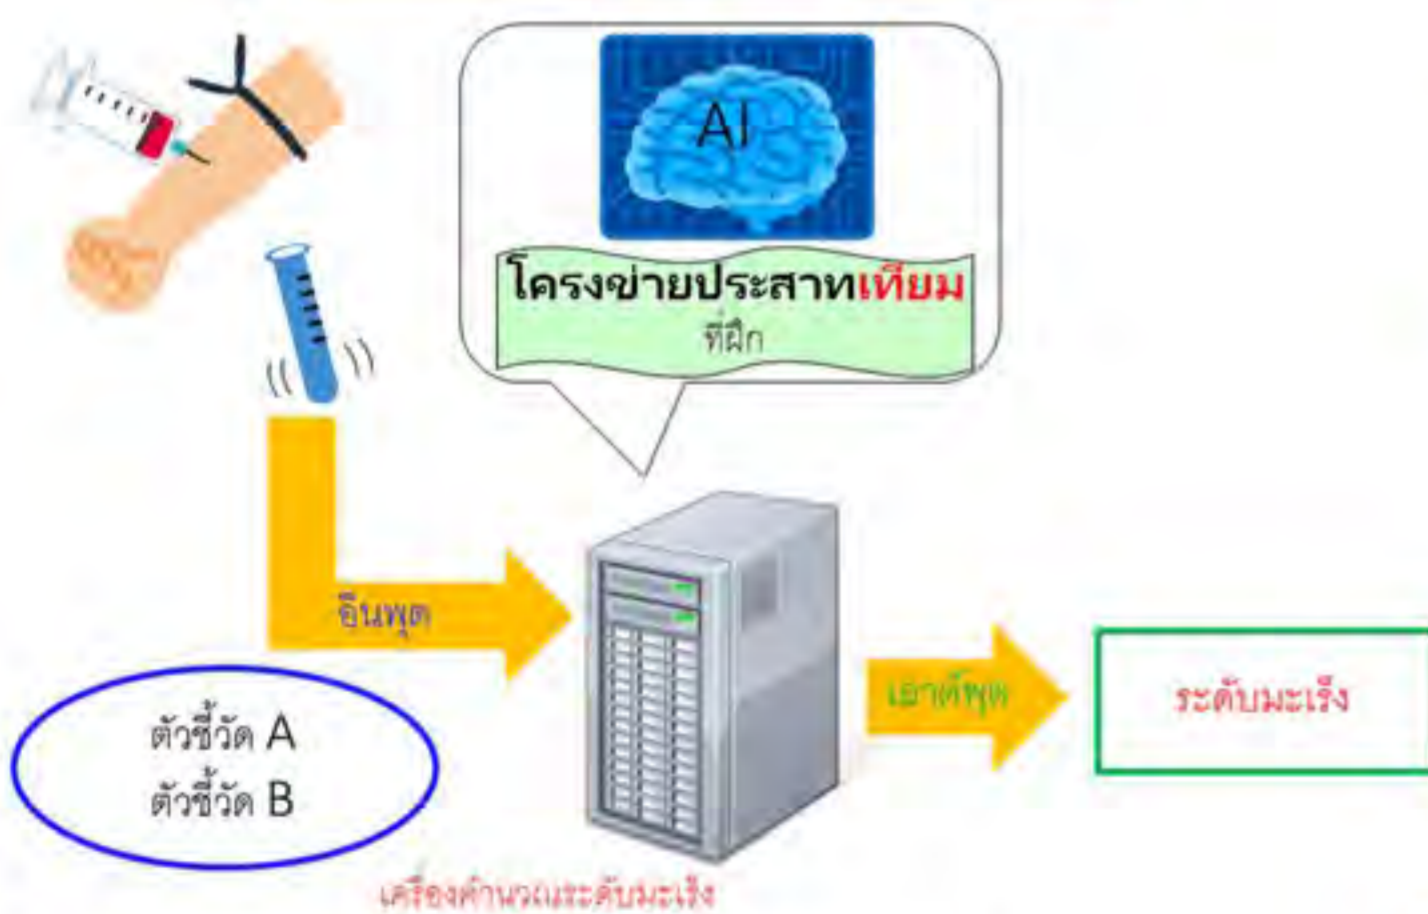 AI
โครงข่ายประสาทเทียม
ที่ฝึก
อินพุต
ตัวชี้วัด A
ตัวชี้วัด B
เอาต์พุต
ระดับมะเร็ง
เครื่องคำนวณระดับมะเร็ง